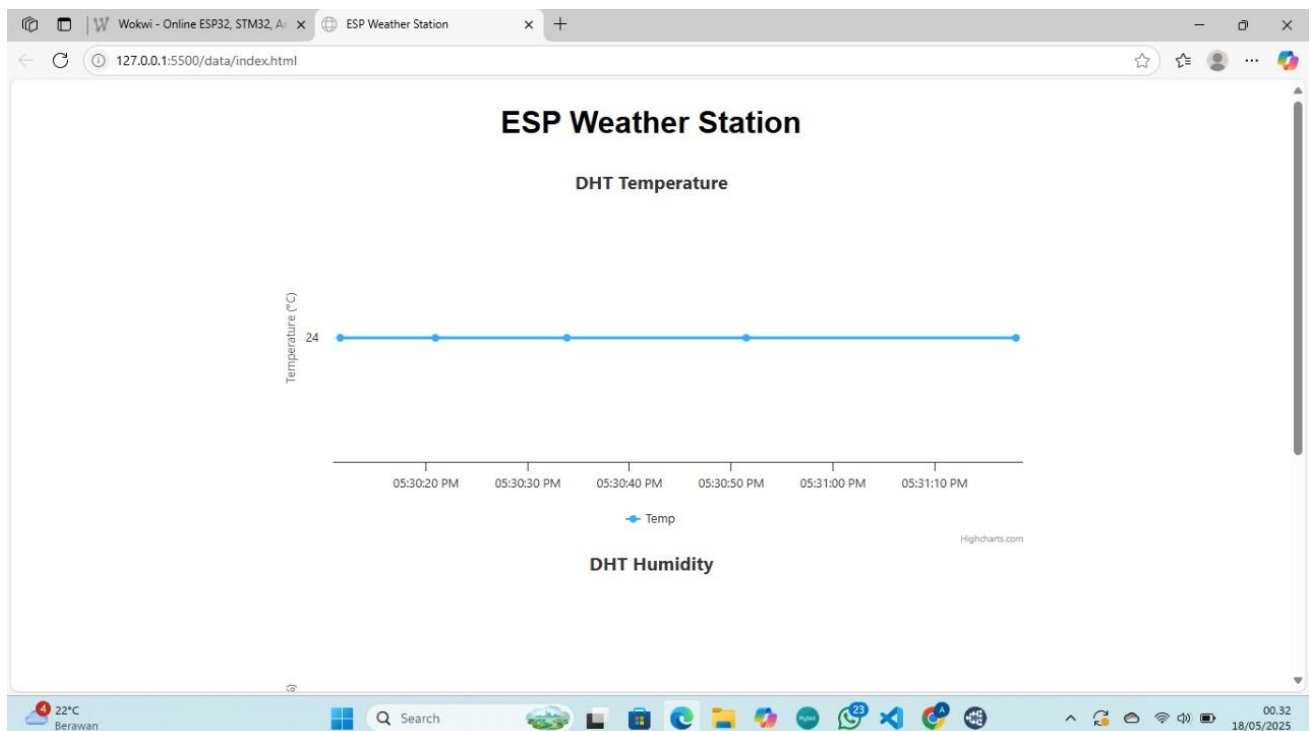 Wokwi - Online ESP32, STM32, Ar
ESP Weather Station
127.0.0.1:5500/data/index.html
ESP Weather Station
DHT Temperature
Temperature (°C)
24
05:30:20 PM 05:30:30 PM 05:30:40 PM 05:30:50 PM 05:31:00 PM 05:31:10 PM
Temp
Highcharts.com
DHT Humidity
4
22°C
Berawan
Search
23
00.32
18/05/2025